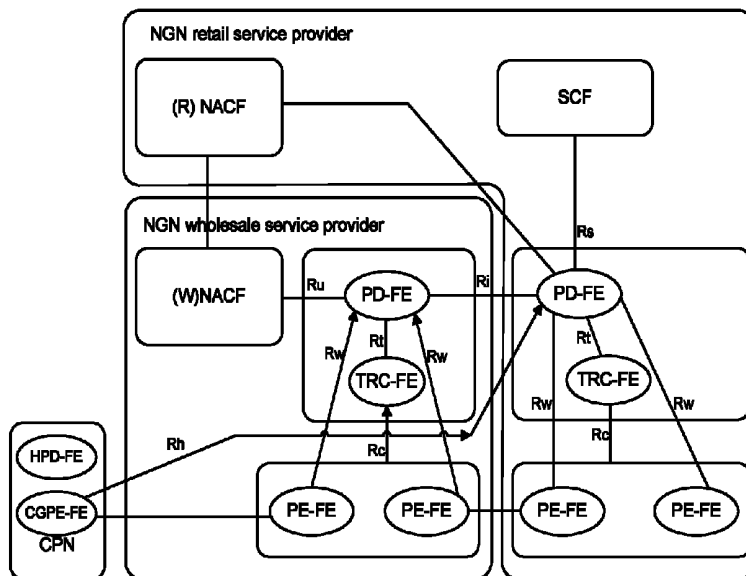 NGN retail service provider
(R) NACF
SCF
NGN wholesale service provider
Rs
(W)NACF
Ru
PD-FE
Ri
PD-FE
Rw
Rt
Rw
Rt
TRC-FE
TRC-FE
Rw
Rw
Rh
Rc
Rc
HPD-FE
CGPE-FE
CPN
PE-FE
PE-FE
PE-FE
PE-FE